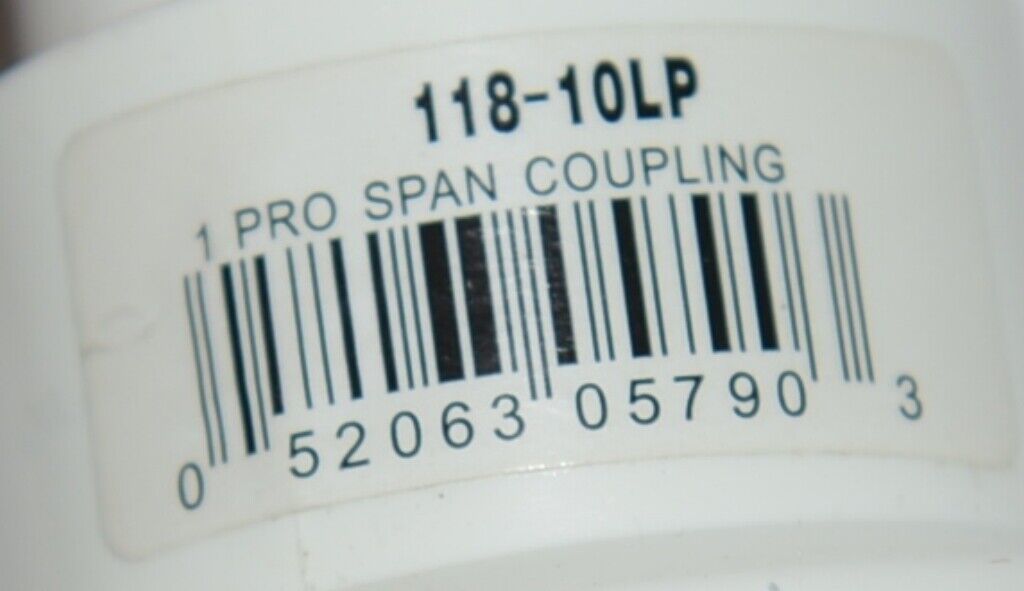 118-10LP
1 PRO SPAN COUPLING
0 52063 05790 3